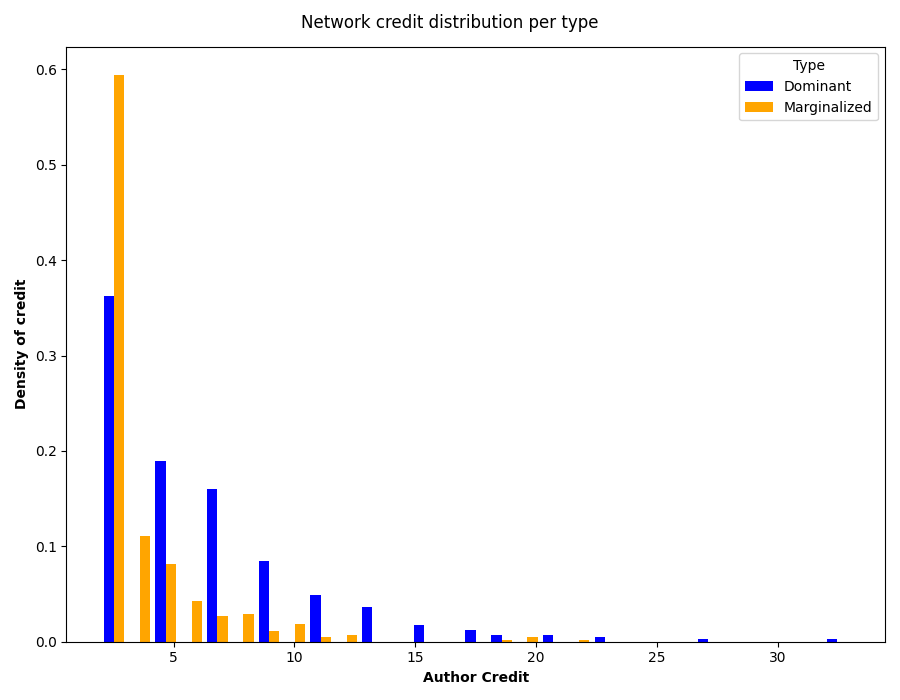 Network credit distribution per type
Type
Dominant
Marginalized
Density of credit
0.6
0.5
0.4
0.3
0.2
0.1
0.0
5 10 15 20 25 30
Author Credit